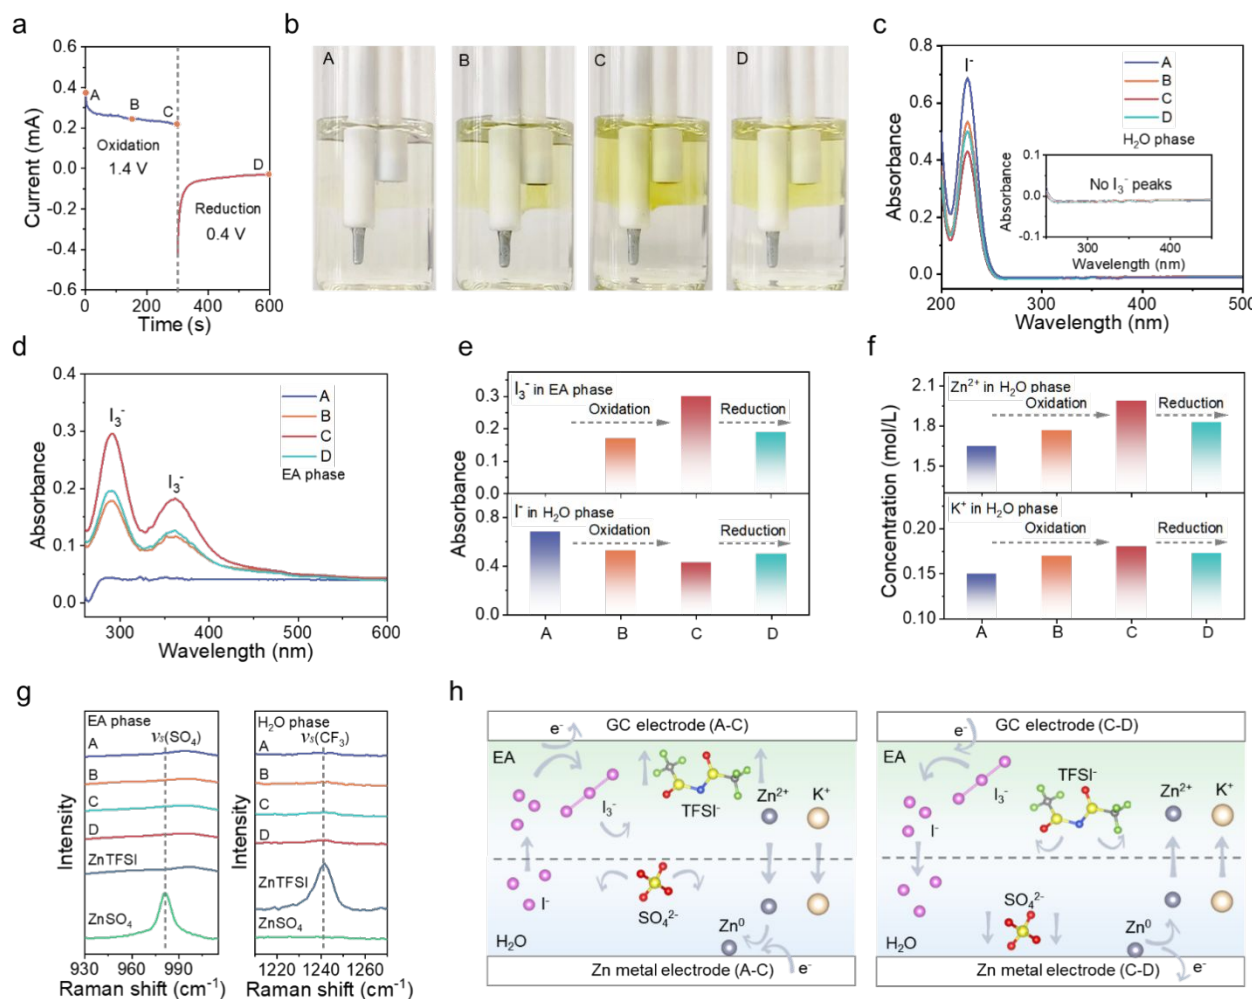 a
0.6
0.4
0.2
0.0
-0.2
-0.4
-0.6
Current (mA)
A
B
C
Oxidation
1.4 V
D
Reduction
0.4 V
0
200
400
600
Time (s)
b
A
B
C
D
c
0.8
0.6
0.4
0.2
0.0
Absorbance
I⁻
A
B
C
D
H₂O phase
0.1
0.0
-0.1
Absorbance
No I₃⁻ peaks
300
400
Wavelength (nm)
200
300
400
500
Wavelength (nm)
d
0.4
0.3
0.2
0.1
0.0
Absorbance
I₃⁻
I₃⁻
A
B
C
D
EA phase
300
400
500
600
Wavelength (nm)
e
I₃⁻ in EA phase
Oxidation
Reduction
0.3
0.2
0.0
Absorbance
I⁻ in H₂O phase
Oxidation
Reduction
0.8
0.4
0.0
A
B
C
D
f
Zn²⁺ in H₂O phase
Oxidation
Reduction
2.1
1.8
1.5
Concentration (mol/L)
K⁺ in H₂O phase
Oxidation
Reduction
0.20
0.15
0.10
A
B
C
D
g
EA phase
νs(SO₄)
A
B
C
D
ZnTFSI
ZnSO₄
Intensity
930
960
990
Raman shift (cm⁻¹)
H₂O phase
νs(CF₃)
A
B
C
D
ZnTFSI
ZnSO₄
Intensity
1220
1240
1260
Raman shift (cm⁻¹)
h
GC electrode (A-C)
e⁻
EA
I₃⁻
TFSI⁻
Zn²⁺
K⁺
I⁻
SO₄²⁻
Zn⁰
H₂O
e⁻
Zn metal electrode (A-C)
GC electrode (C-D)
e⁻
EA
I₃⁻
TFSI⁻
Zn²⁺
K⁺
I⁻
SO₄²⁻
Zn⁰
H₂O
e⁻
Zn metal electrode (C-D)